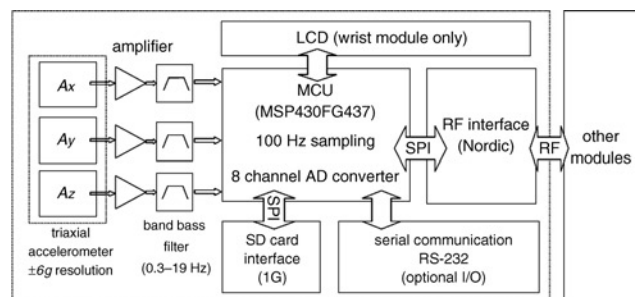 amplifier
LCD (wrist module only)
Ax
Ay
Az
MCU
(MSP430FG437)
100 Hz sampling
8 channel AD converter
SPI
RF interface
(Nordic)
RF
other
modules
triaxial
accelerometer
±6g resolution
band bass
filter
(0.3–19 Hz)
SPI
SD card
interface
(1G)
serial communication
RS-232
(optional I/O)